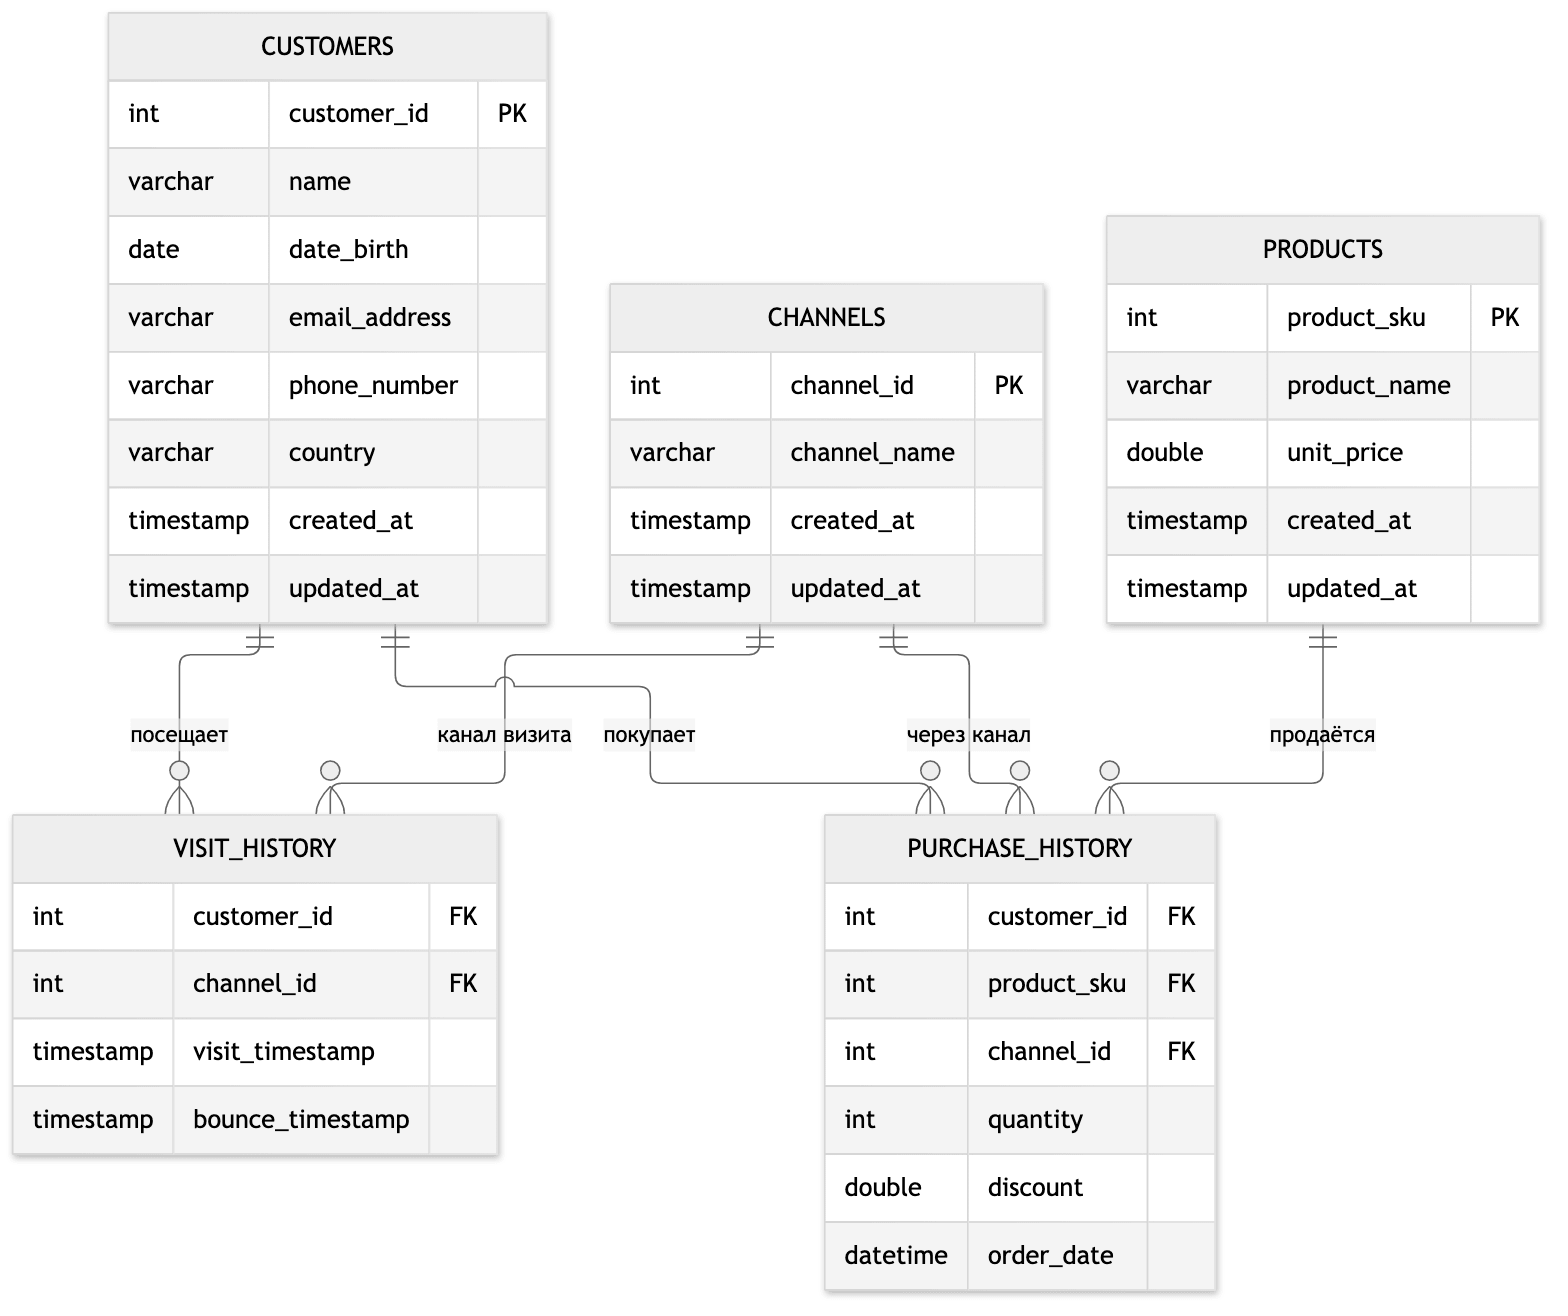 CUSTOMERS
int customer_id PK
varchar name
date date_birth
varchar email_address
varchar phone_number
varchar country
timestamp created_at
timestamp updated_at
CHANNELS
int channel_id PK
varchar channel_name
timestamp created_at
timestamp updated_at
PRODUCTS
int product_sku PK
varchar product_name
double unit_price
timestamp created_at
timestamp updated_at
посещает
канал визита
покупает
через канал
продаётся
VISIT_HISTORY
int customer_id FK
int channel_id FK
timestamp visit_timestamp
timestamp bounce_timestamp
PURCHASE_HISTORY
int customer_id FK
int product_sku FK
int channel_id FK
int quantity
double discount
datetime order_date